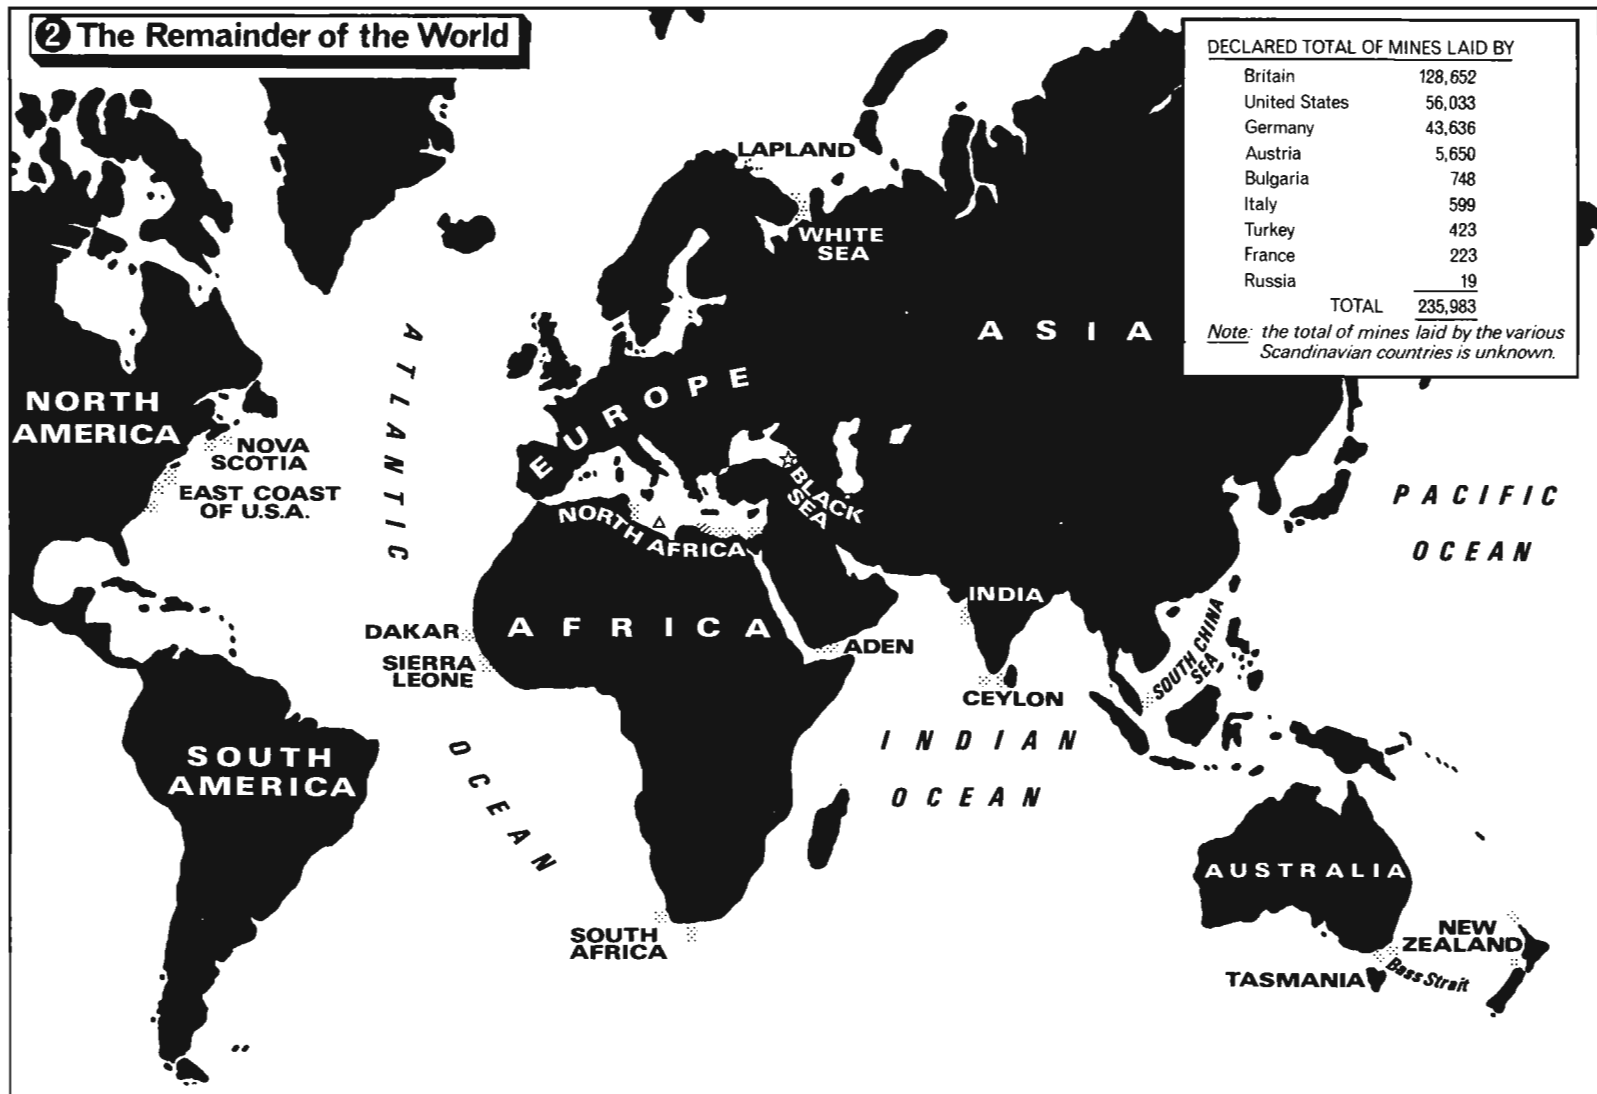 2 The Remainder of the World
DECLARED TOTAL OF MINES LAID BY
Britain 128,652
United States 56,033
Germany 43,636
Austria 5,650
Bulgaria 748
Italy 599
Turkey 423
France 223
Russia 19
TOTAL 235,983
Note: the total of mines laid by the various
Scandinavian countries is unknown.
LAPLAND
WHITE
SEA
ASIA
EUROPE
ATLANTIC
OCEAN
NORTH
AMERICA
NOVA
SCOTIA
EAST COAST
OF U.S.A.
BLACK
SEA
NORTH AFRICA
PACIFIC
OCEAN
INDIA
DAKAR
AFRICA
SIERRA
LEONE
ADEN
CEYLON
SOUTH CHINA
SEA
INDIAN
OCEAN
SOUTH
AMERICA
AUSTRALIA
SOUTH
AFRICA
NEW
ZEALAND
TASMANIA
Bass Strait